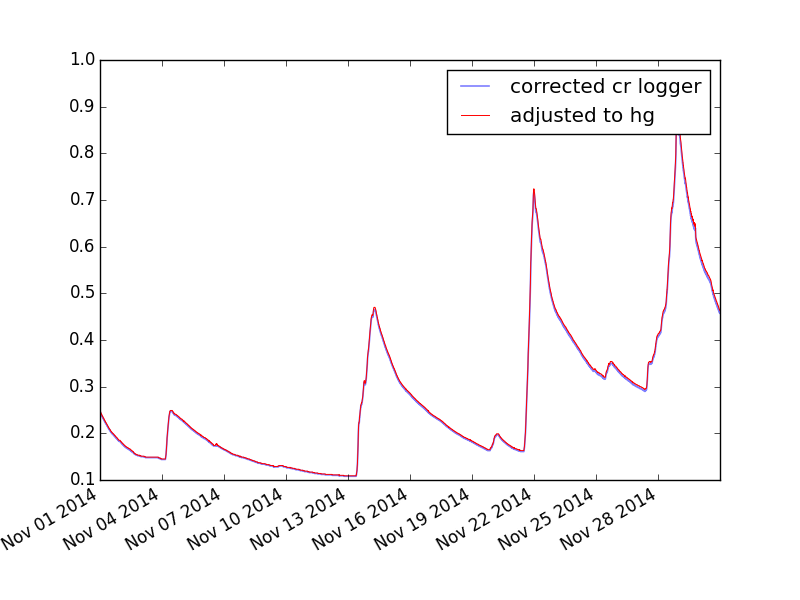 1.0
0.9
0.8
0.7
0.6
0.5
0.4
0.3
0.2
0.1
corrected cr logger
adjusted to hg
Nov 01 2014
Nov 04 2014
Nov 07 2014
Nov 10 2014
Nov 13 2014
Nov 16 2014
Nov 19 2014
Nov 22 2014
Nov 25 2014
Nov 28 2014